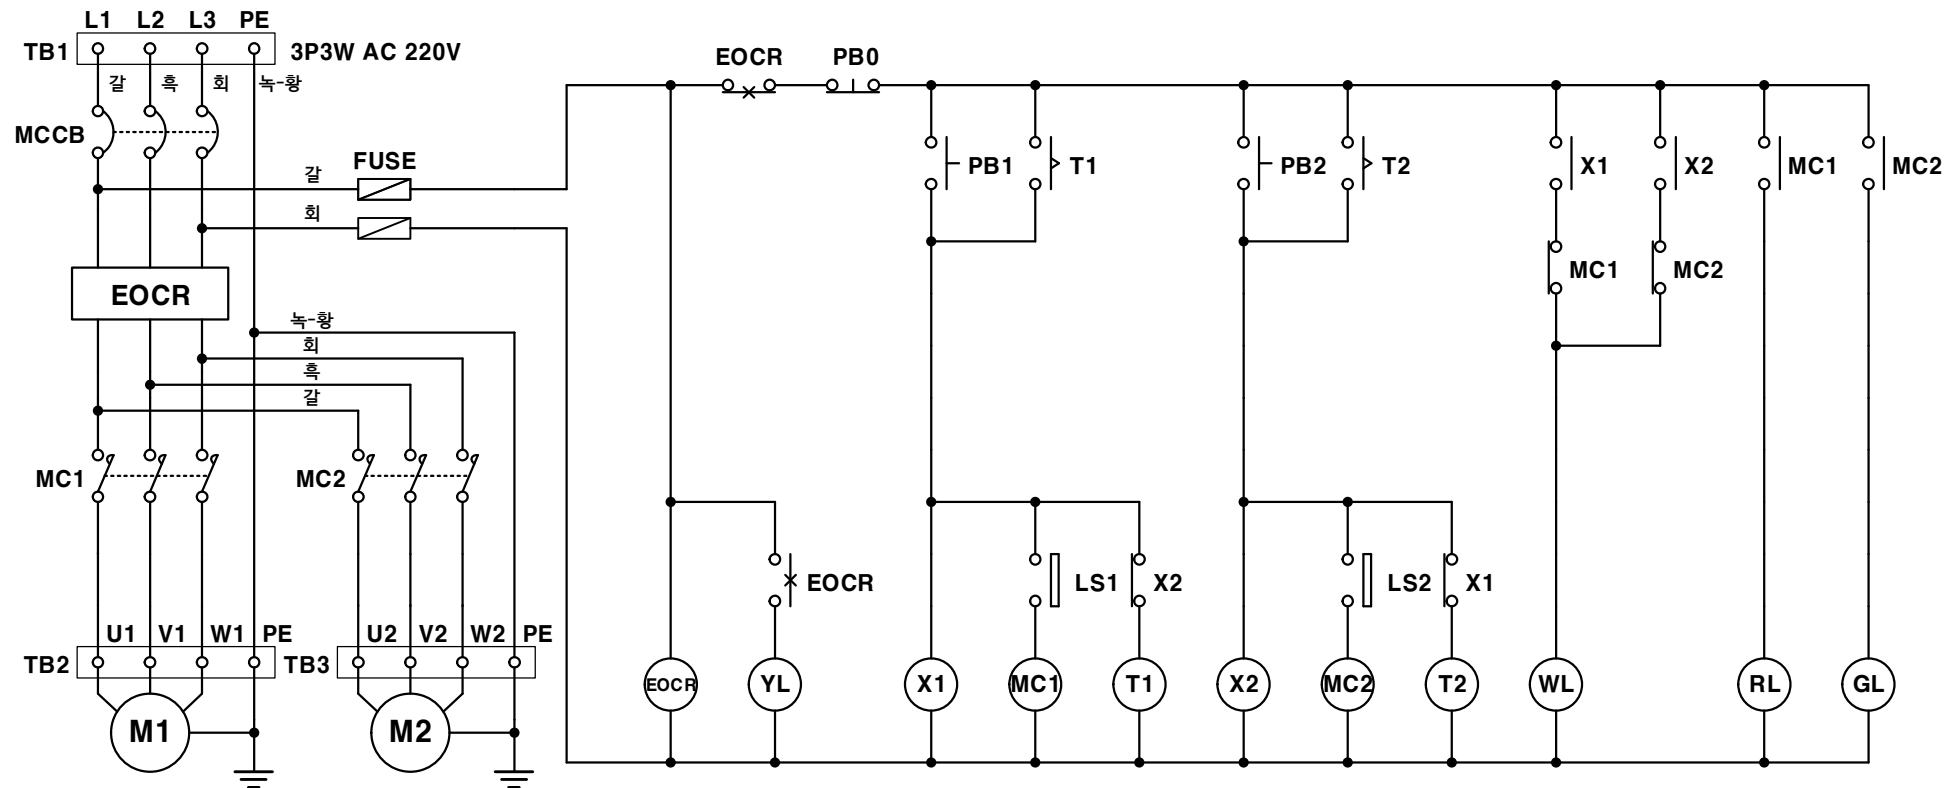 L1 L2 L3 PE
TB1 3P3W AC 220V
갈 흑 회 녹-황
MCCB
FUSE
갈
회
EOCR
녹-황
회
흑
갈
MC1 MC2
U1 V1 W1 PE U2 V2 W2 PE
TB2 TB3
M1 M2
EOCR PB0
PB1 T1 PB2 T2 X1 X2 MC1 MC2
MC1 MC2
EOCR LS1 X2 LS2 X1
EOCR YL X1 MC1 T1 X2 MC2 T2 WL RL GL